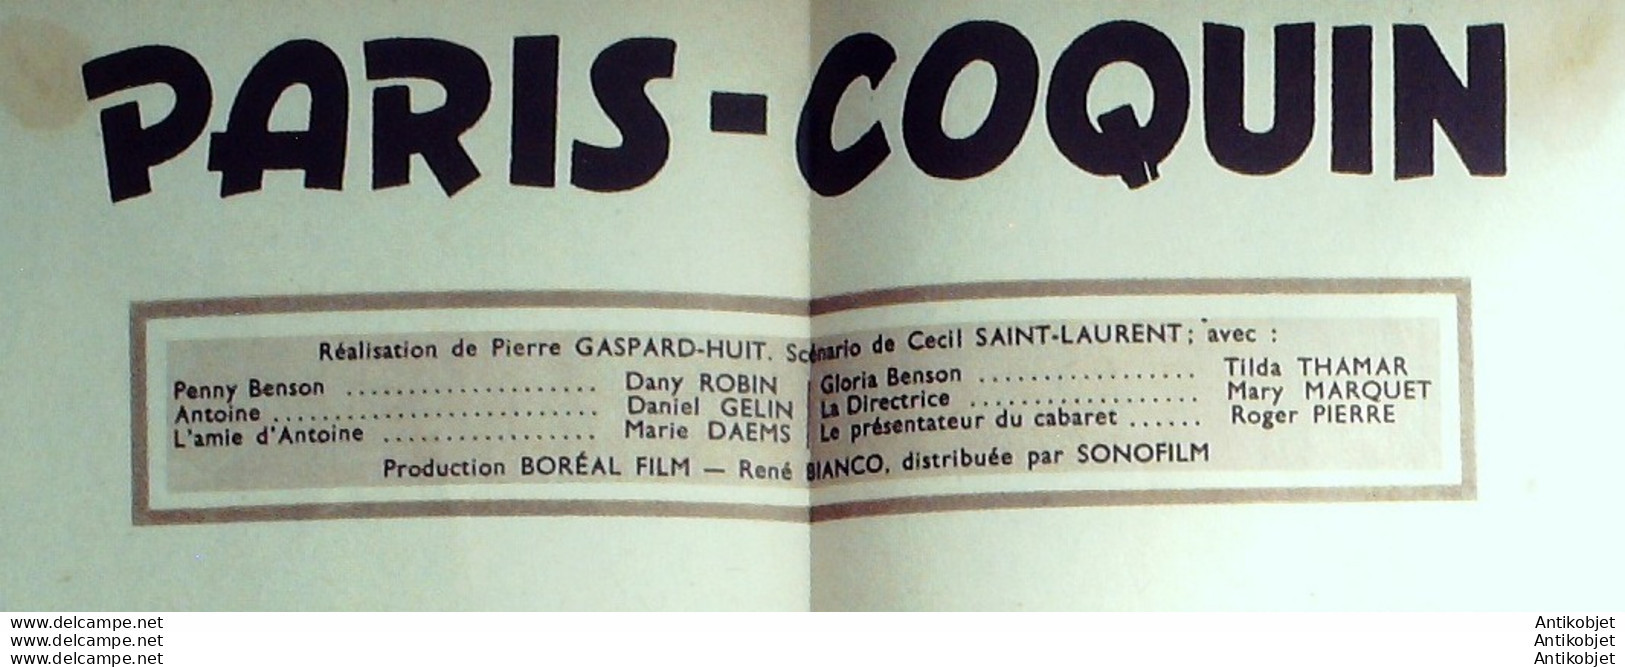 PARIS-COQUIN
Réalisation de Pierre GASPARD-HUIT. Scénario de Cecil SAINT-LAURENT; avec :
Penny Benson .................... Dany ROBIN
Antoine .......................... Daniel GELIN
L'amie d'Antoine ................. Marie DAEMS
Gloria Benson ................. Tilda THAMAR
La Directrice .................. Mary MARQUET
Le présentateur du cabaret ...... Roger PIERRE
Production BORÉAL FILM — René BIANCO, distribuée par SONOFILM
www.delcampe.net
www.delcampe.net
www.delcampe.net
Antikobjet
Antikobjet
Antikobjet